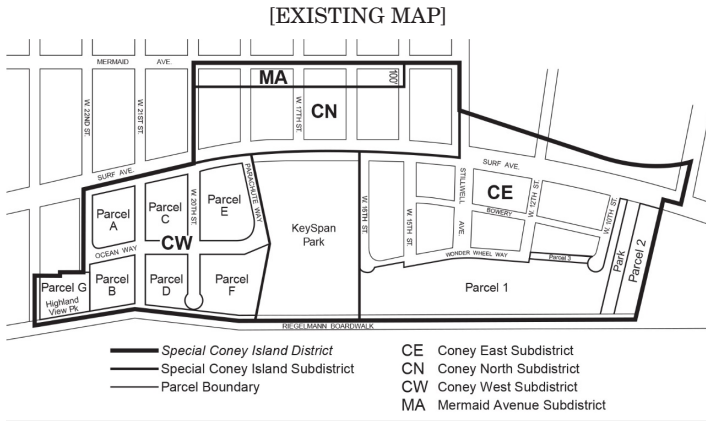 [EXISTING MAP]
MERMAID AVE.
MA
100'
W. 22ND ST.
W. 21ST ST.
W. 17TH ST.
CN
SURF AVE.
SURF AVE.
PARACHUTE WAY
STILLWELL AVE.
CE
W. 12TH ST.
W. 10TH ST.
BOWERY
Parcel A
Parcel C
W. 20TH ST.
Parcel E
W. 16TH ST.
W. 15TH ST.
KeySpan
Park
CW
OCEAN WAY
WONDER WHEEL WAY
Parcel 3
Park
Parcel 2
Parcel G
Highland
View Pk
Parcel B
Parcel D
Parcel F
Parcel 1
RIEGELMANN BOARDWALK
Special Coney Island District
Special Coney Island Subdistrict
Parcel Boundary
CE Coney East Subdistrict
CN Coney North Subdistrict
CW Coney West Subdistrict
MA Mermaid Avenue Subdistrict